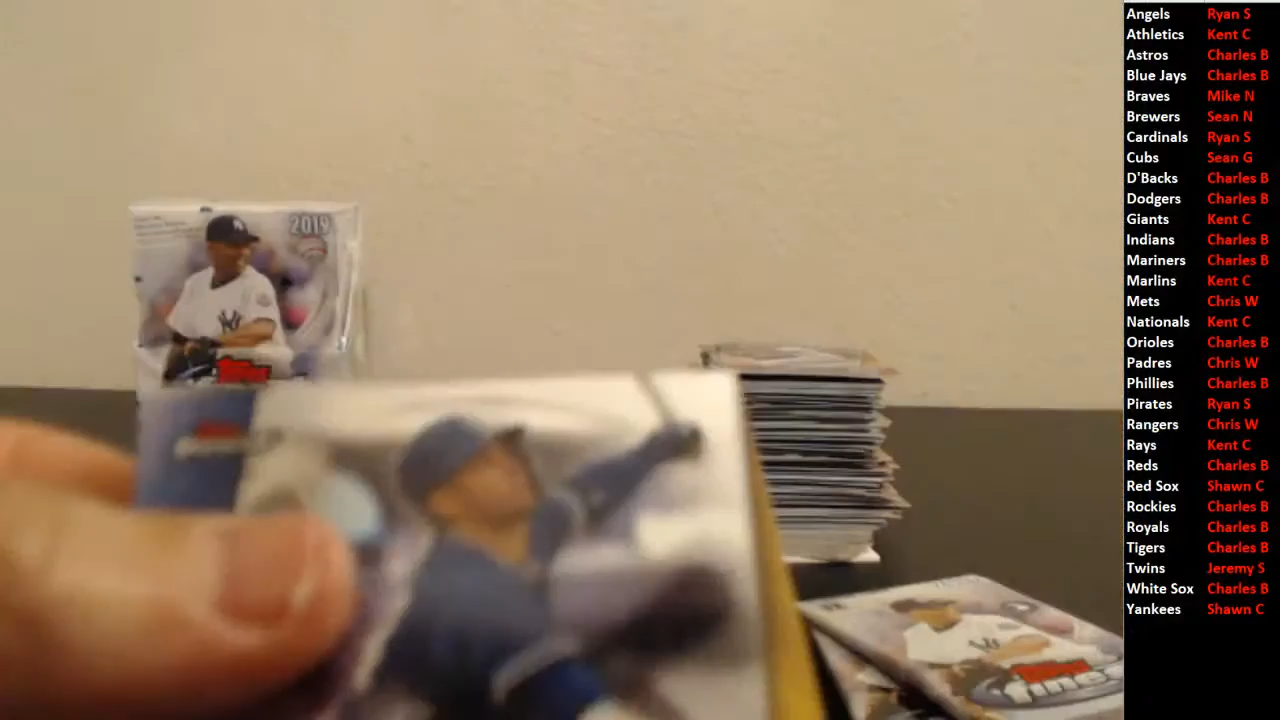 Angels Ryan S
Athletics Kent C
Astros Charles B
Blue Jays Charles B
Braves Mike N
Brewers Sean N
Cardinals Ryan S
Cubs Sean G
D'Backs Charles B
Dodgers Charles B
Giants Kent C
Indians Charles B
Mariners Charles B
Marlins Kent C
Mets Chris W
Nationals Kent C
Orioles Charles B
Padres Chris W
Phillies Charles B
Pirates Ryan S
Rangers Chris W
Rays Kent C
Reds Charles B
Red Sox Shawn C
Rockies Charles B
Royals Charles B
Tigers Charles B
Twins Jeremy S
White Sox Charles B
Yankees Shawn C
2019
finest